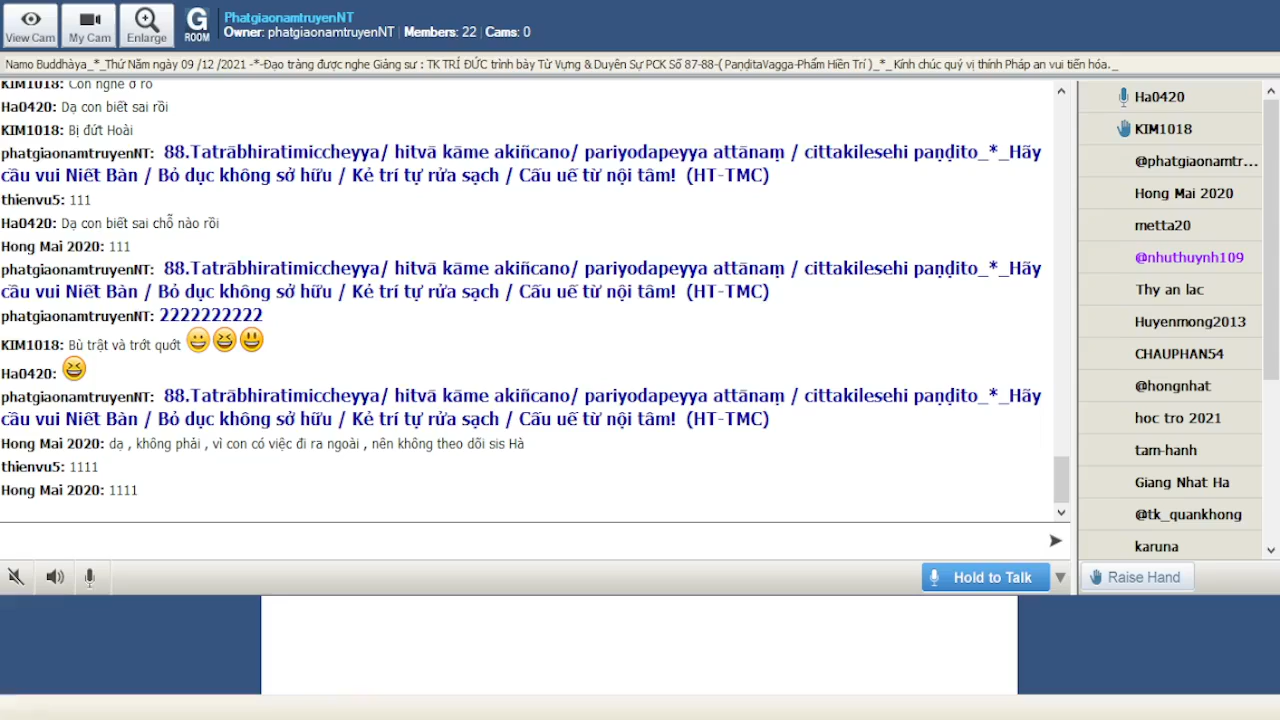 View Cam
My Cam
Enlarge
G
ROOM
PhatgiaonamtruyenNT
Owner: phatgiaonamtruyenNT | Members: 22 | Cams: 0
Namo Buddhàya_*_Thứ Năm ngày 09 /12 /2021 -*-Đạo tràng được nghe Giảng sư : TK TRÍ ĐỨC trình bày Từ Vựng & Duyên Sự PCK Số 87-88-( PaṇḍitaVagga-Phẩm Hiền Trí )_*_ Kính chúc quý vị thính Pháp an vui tiến hóa._
KIM1018: Con nghe ở rõ
Ha0420: Dạ con biết sai rồi
KIM1018: Bị đứt Hoài
phatgiaonamtruyenNT: 88.Tatrābhiratimiccheyya/ hitvā kāme akiñcano/ pariyodapeyya attānaṃ / cittakilesehi paṇḍito_*_Hãy
cầu vui Niết Bàn / Bỏ dục không sở hữu / Kẻ trí tự rửa sạch / Cấu uế từ nội tâm! (HT-TMC)
thienvu5: 111
Ha0420: Dạ con biết sai chỗ nào rồi
Hong Mai 2020: 111
phatgiaonamtruyenNT: 88.Tatrābhiratimiccheyya/ hitvā kāme akiñcano/ pariyodapeyya attānaṃ / cittakilesehi paṇḍito_*_Hãy
cầu vui Niết Bàn / Bỏ dục không sở hữu / Kẻ trí tự rửa sạch / Cấu uế từ nội tâm! (HT-TMC)
phatgiaonamtruyenNT: 2222222222
KIM1018: Bù trật và trớt quớt
Ha0420:
phatgiaonamtruyenNT: 88.Tatrābhiratimiccheyya/ hitvā kāme akiñcano/ pariyodapeyya attānaṃ / cittakilesehi paṇḍito_*_Hãy
cầu vui Niết Bàn / Bỏ dục không sở hữu / Kẻ trí tự rửa sạch / Cấu uế từ nội tâm! (HT-TMC)
Hong Mai 2020: dạ , không phải , vì con có việc đi ra ngoài , nên không theo dõi sis Hà
thienvu5: 1111
Hong Mai 2020: 1111
Ha0420
KIM1018
@phatgiaonamtr...
Hong Mai 2020
metta20
@nhuthuynh109
Thy an lac
Huyenmong2013
CHAUPHAN54
@hongnhat
hoc tro 2021
tam-hanh
Giang Nhat Ha
@tk_quankhong
karuna
Hold to Talk
Raise Hand